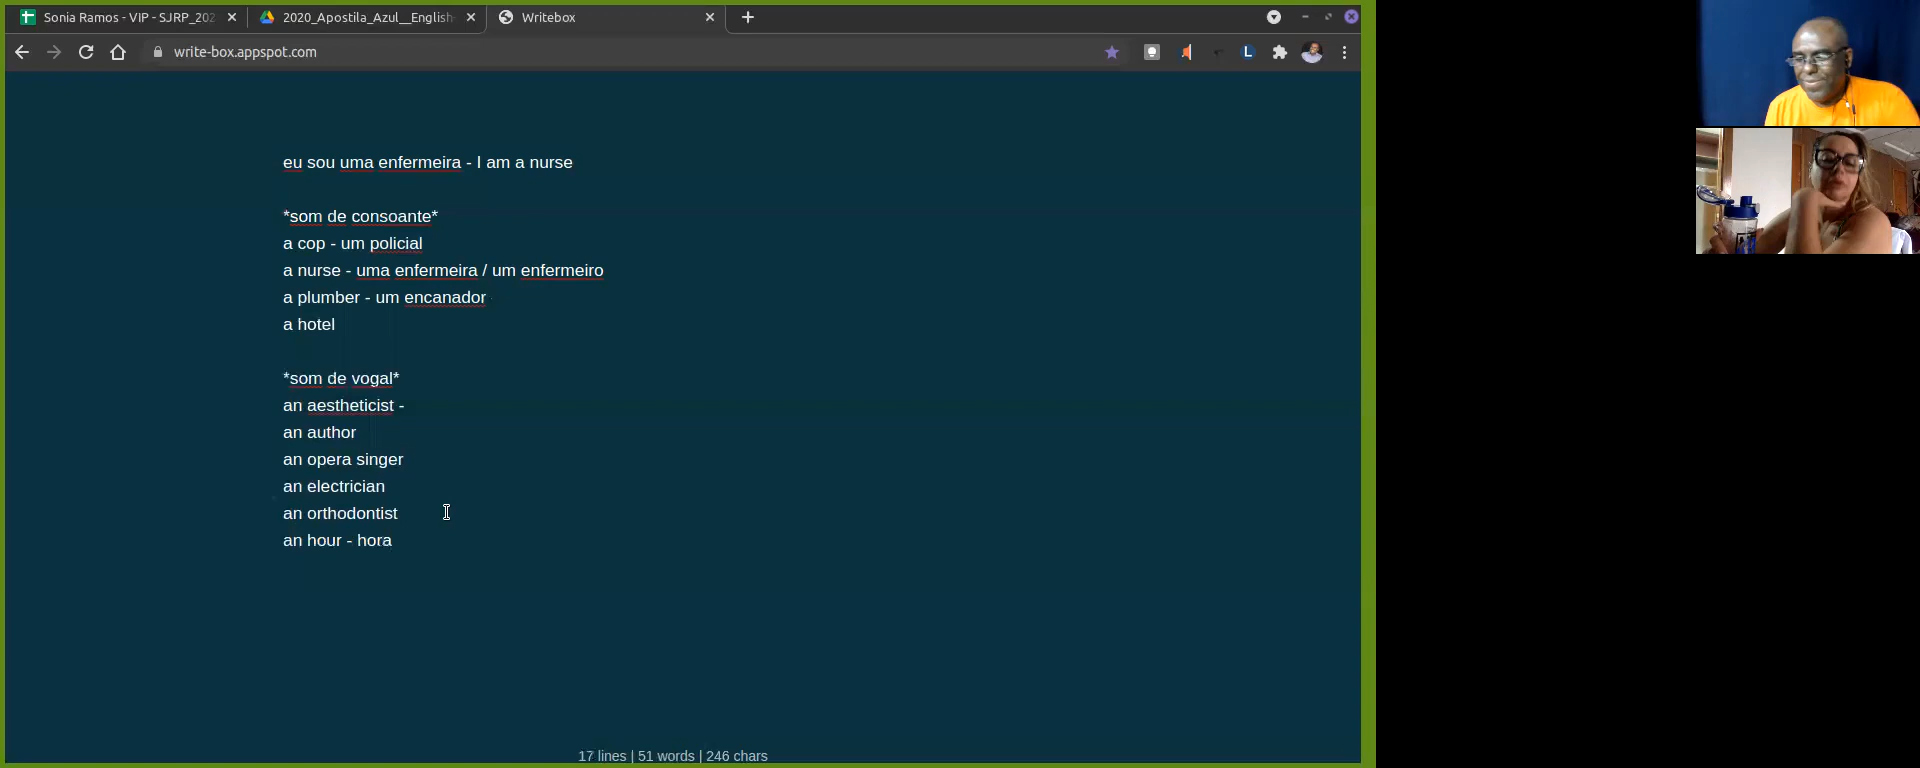 Sonia Ramos - VIP - SJRP_202
2020_Apostila_Azul__English-
Writebox
write-box.appspot.com
L
eu sou uma enfermeira - I am a nurse
*som de consoante*
a cop - um policial
a nurse - uma enfermeira / um enfermeiro
a plumber - um encanador
a hotel
*som de vogal*
an aestheticist -
an author
an opera singer
an electrician
an orthodontist
an hour - hora
17 lines | 51 words | 246 chars